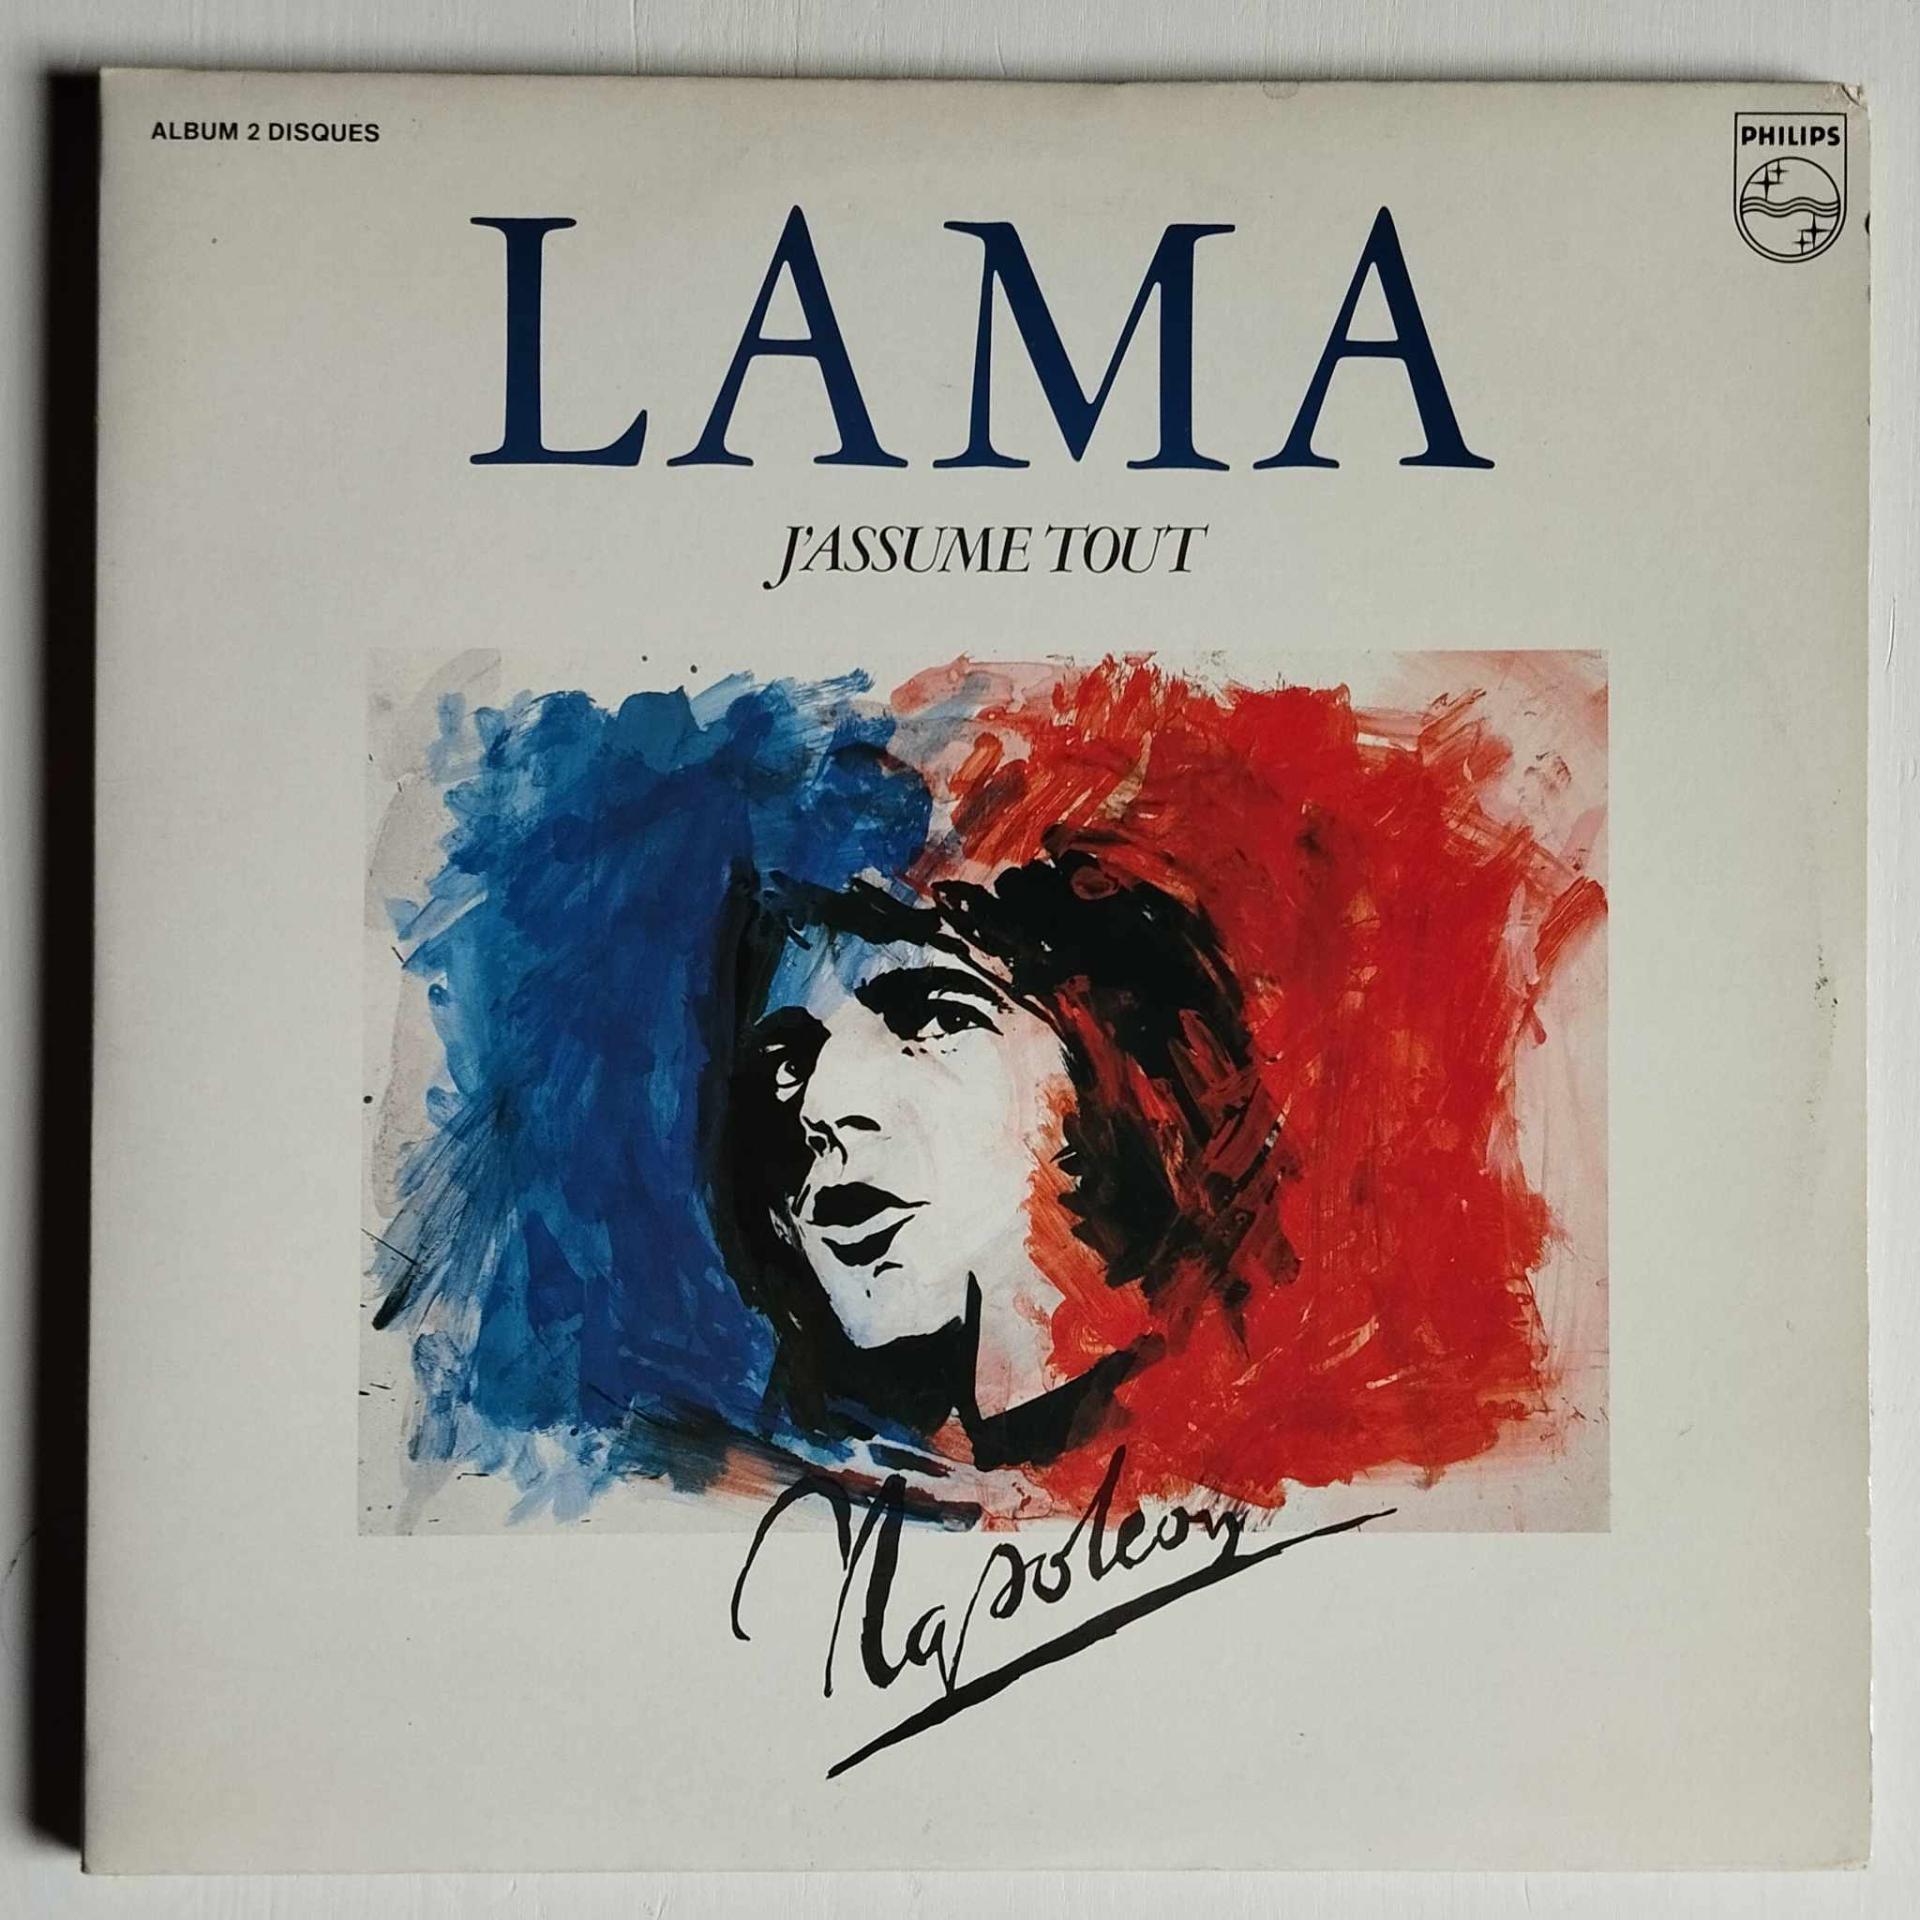 ALBUM 2 DISQUES
PHILIPS
LAMA
J'ASSUME TOUT
Napoleon